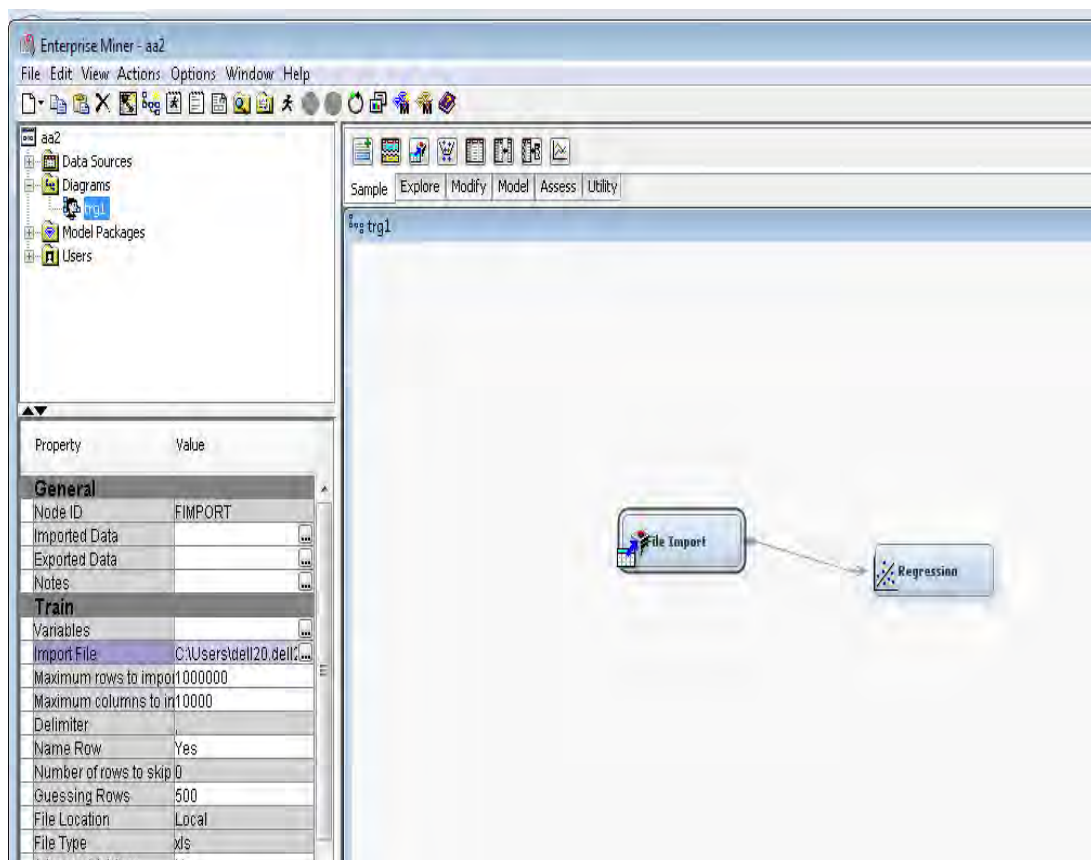 Enterprise Miner - aa2
File Edit View Actions Options Window Help
aa2
Data Sources
Diagrams
trg1
Model Packages
Users
Sample Explore Modify Model Assess Utility
trg1
Property Value
General
Node ID FIMPORT
Imported Data
Exported Data
Notes
Train
Variables
Import File C:\Users\dell20.dell2
Maximum rows to impor 1000000
Maximum columns to in 10000
Delimiter ,
Name Row Yes
Number of rows to skip 0
Guessing Rows 500
File Location Local
File Type xls
File Import
Regression